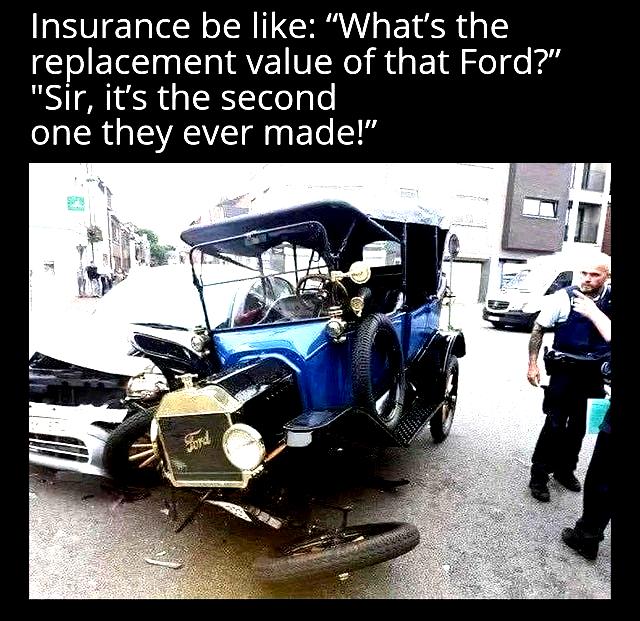 Insurance be like: “What’s the
replacement value of that Ford?”
"Sir, it’s the second
one they ever made!”
Ford